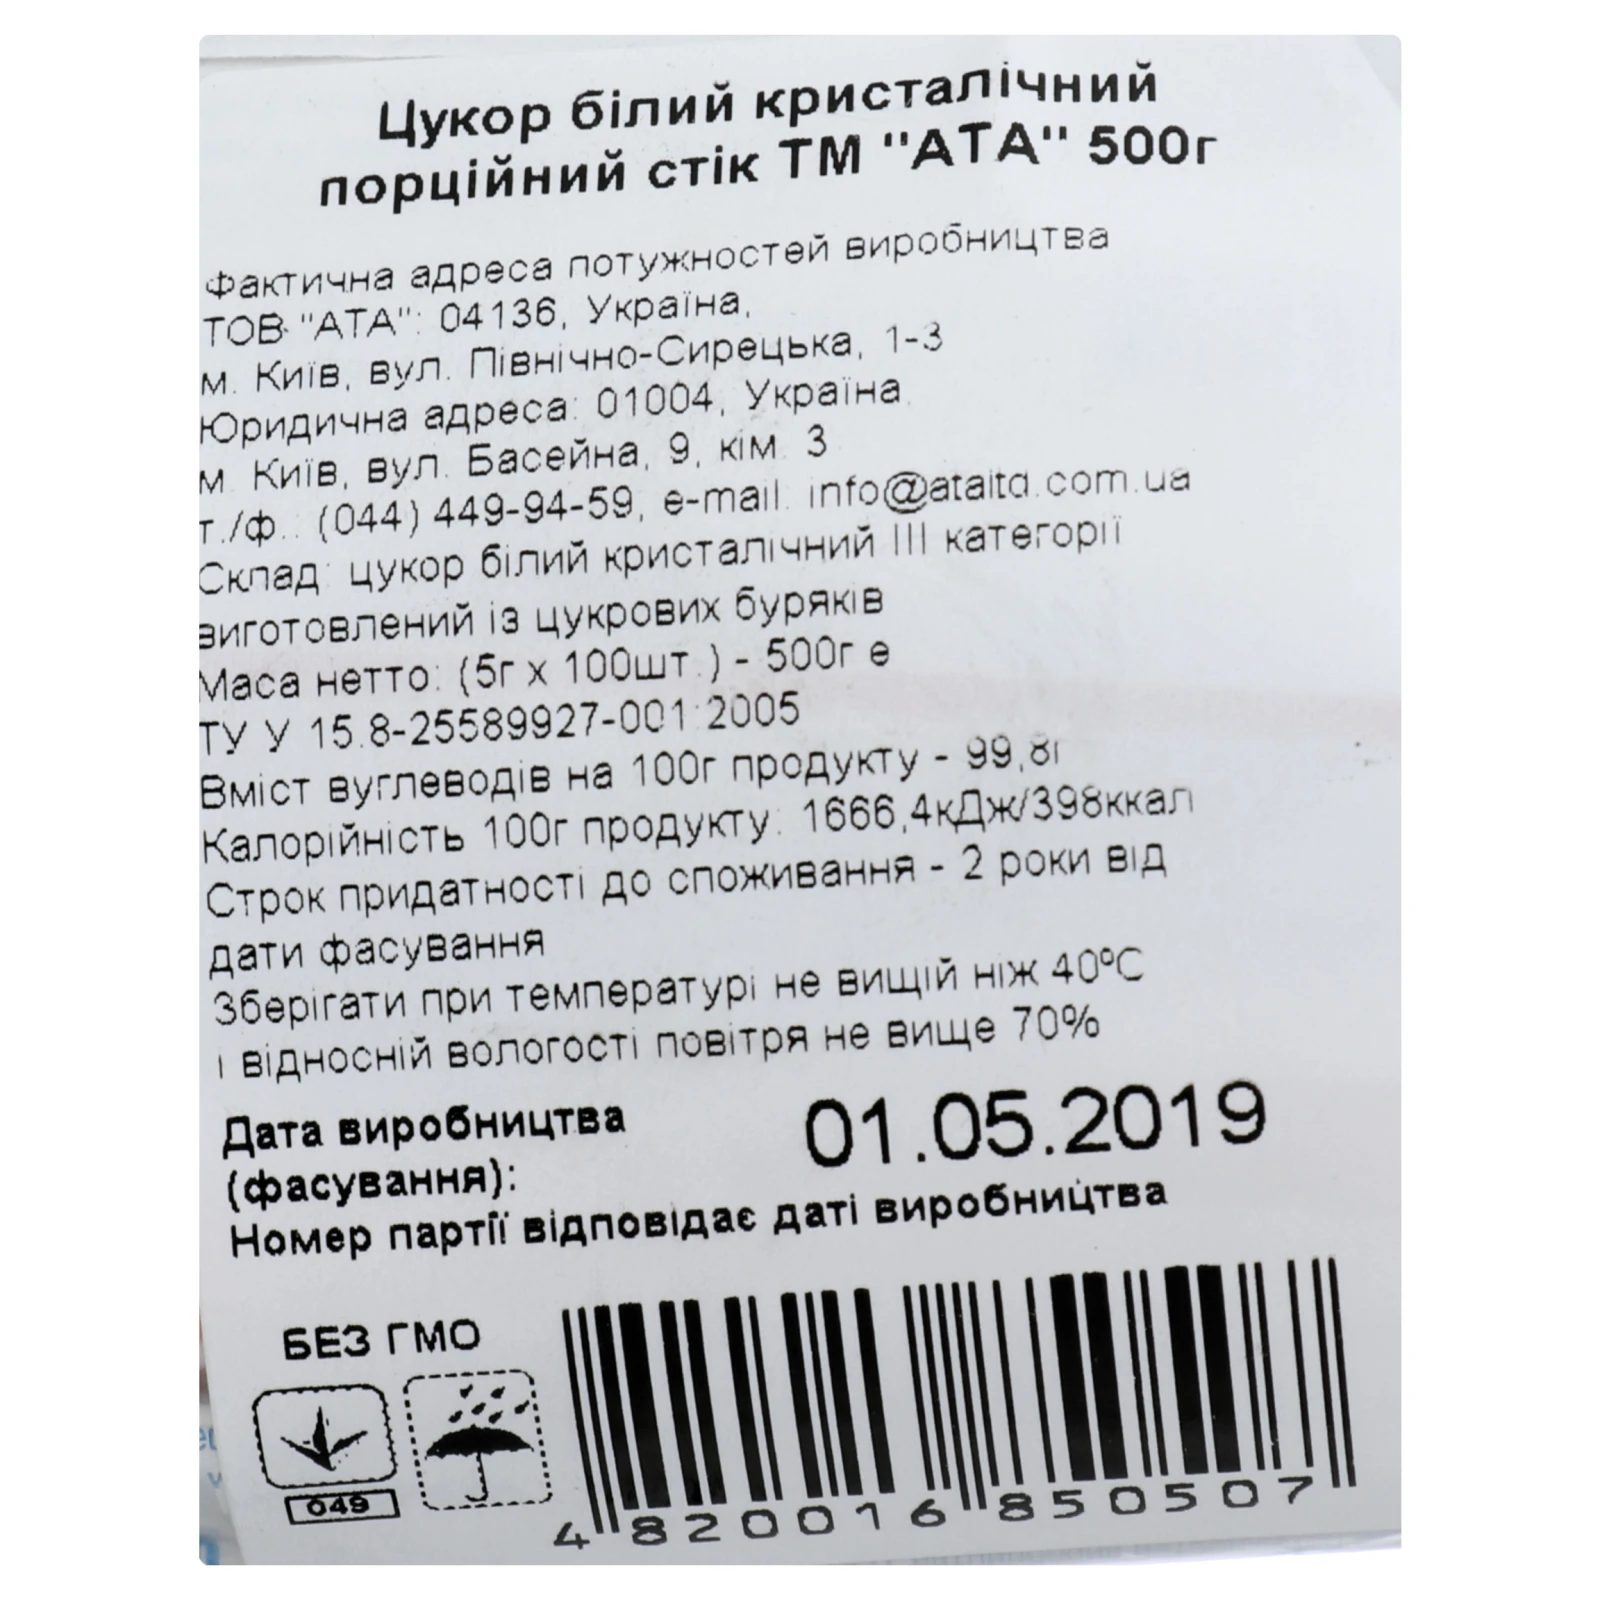 Цукор білий кристалічний
порційний стік ТМ "АТА" 500г
Фактична адреса потужностей виробництва
ТОВ "АТА": 04136, Україна,
м. Київ, вул. Північно-Сирецька, 1-3
Юридична адреса: 01004, Україна,
м. Київ, вул. Басейна, 9, кім. 3
т./ф.: (044) 449-94-59, e-mail: info@ataltd.com.ua
Склад: цукор білий кристалічний III категорії
виготовлений із цукрових буряків
Маса нетто: (5г х 100шт.) - 500г е
ТУ У 15.8-25589927-001:2005
Вміст вуглеводів на 100г продукту - 99,8г
Калорійність 100г продукту: 1666,4кДж/398ккал
Строк придатності до споживання - 2 роки від
дати фасування
Зберігати при температурі не вищій ніж 40°С
і відносній вологості повітря не вище 70%
Дата виробництва 01.05.2019
(фасування):
Номер партії відповідає даті виробництва
БЕЗ ГМО
049
4 820016 850507